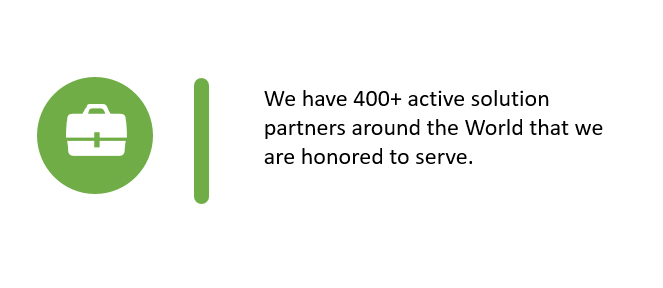 We have 400+ active solution
partners around the World that we
are honored to serve.